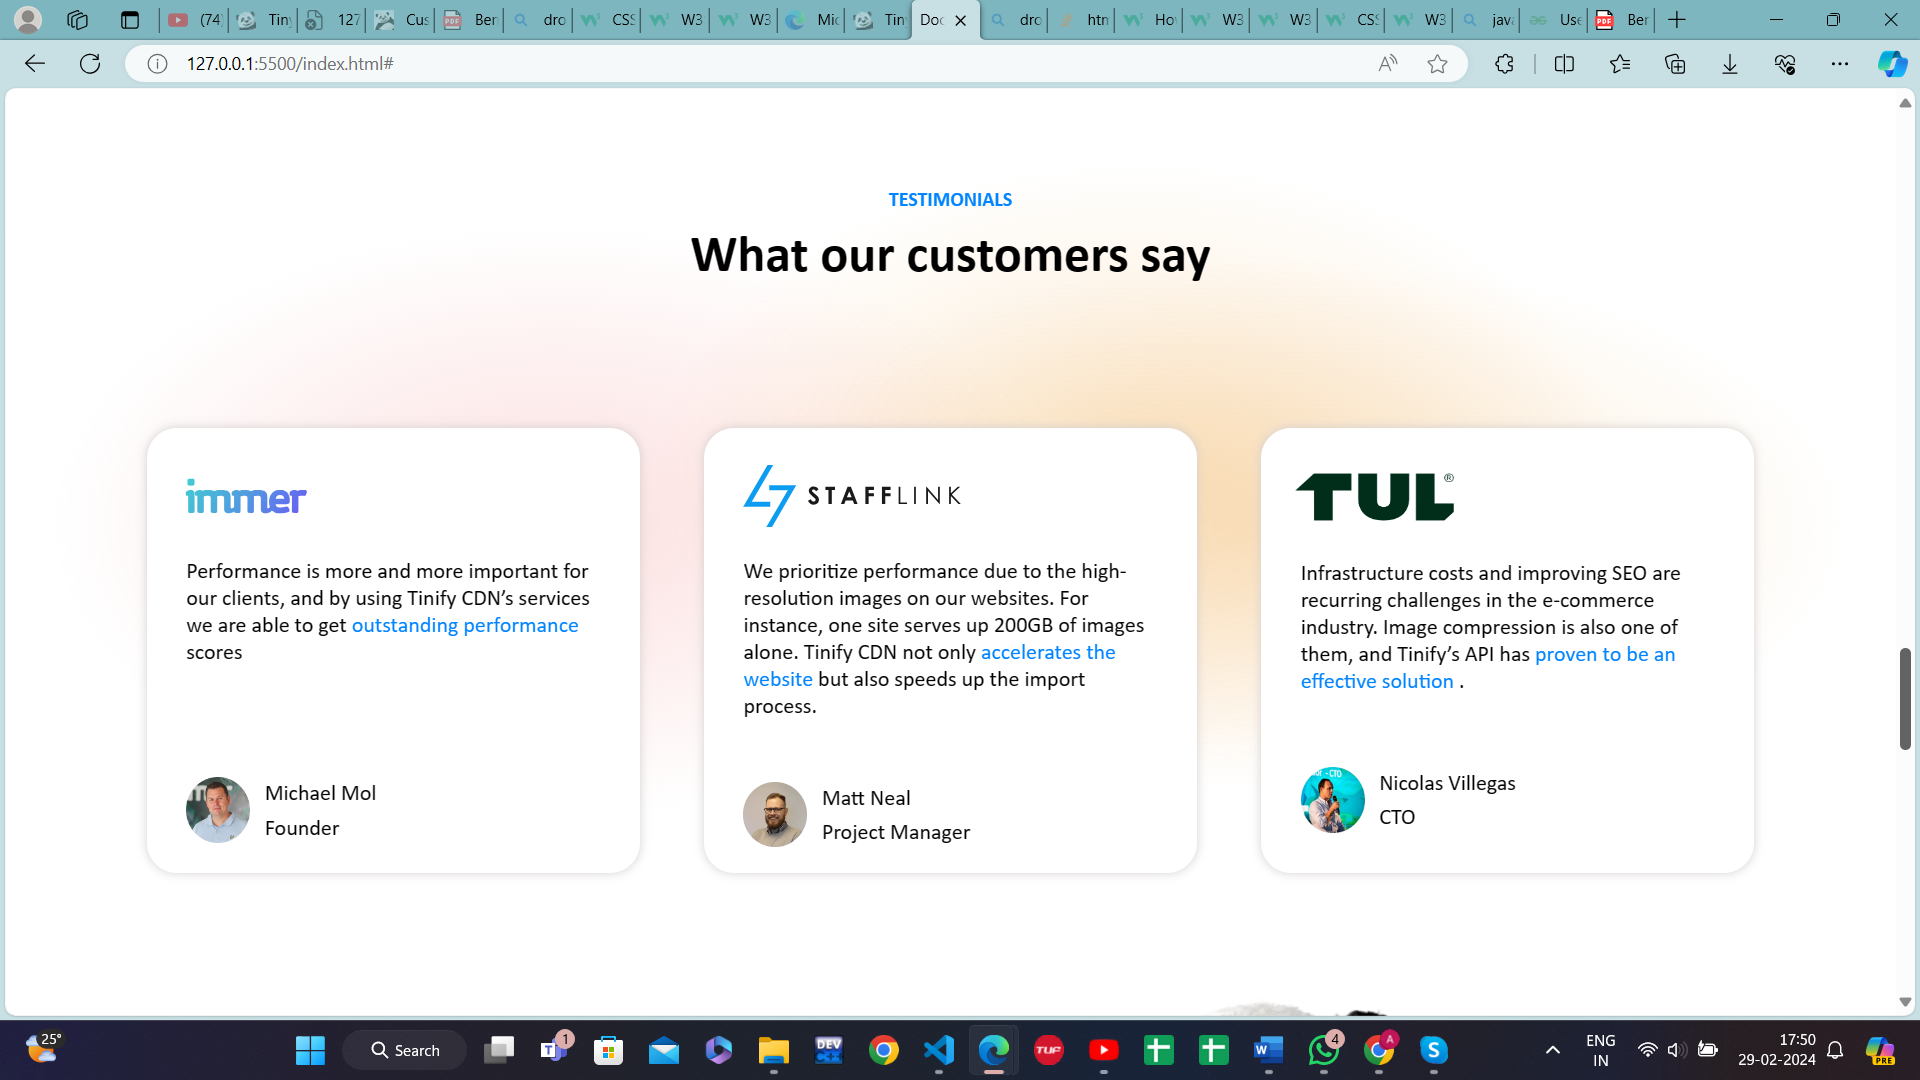 (74
Tiny
127
Cus
Ber
dro
CSS
W3
W3
Mic
Tin
Doc
dro
htm
Ho
W3
W3
CSS
W3
java
Use
Ber
127.0.0.1:5500/index.html#
TESTIMONIALS
What our customers say
immer
Performance is more and more important for
our clients, and by using Tinify CDN’s services
we are able to get outstanding performance
scores
Michael Mol
Founder
STAFFLINK
We prioritize performance due to the high-
resolution images on our websites. For
instance, one site serves up 200GB of images
alone. Tinify CDN not only accelerates the
website but also speeds up the import
process.
Matt Neal
Project Manager
TUL®
Infrastructure costs and improving SEO are
recurring challenges in the e-commerce
industry. Image compression is also one of
them, and Tinify’s API has proven to be an
effective solution .
Nicolas Villegas
CTO
25°
Search
1
DEV
TUF
4
A
ENG
IN
17:50
29-02-2024
PRE